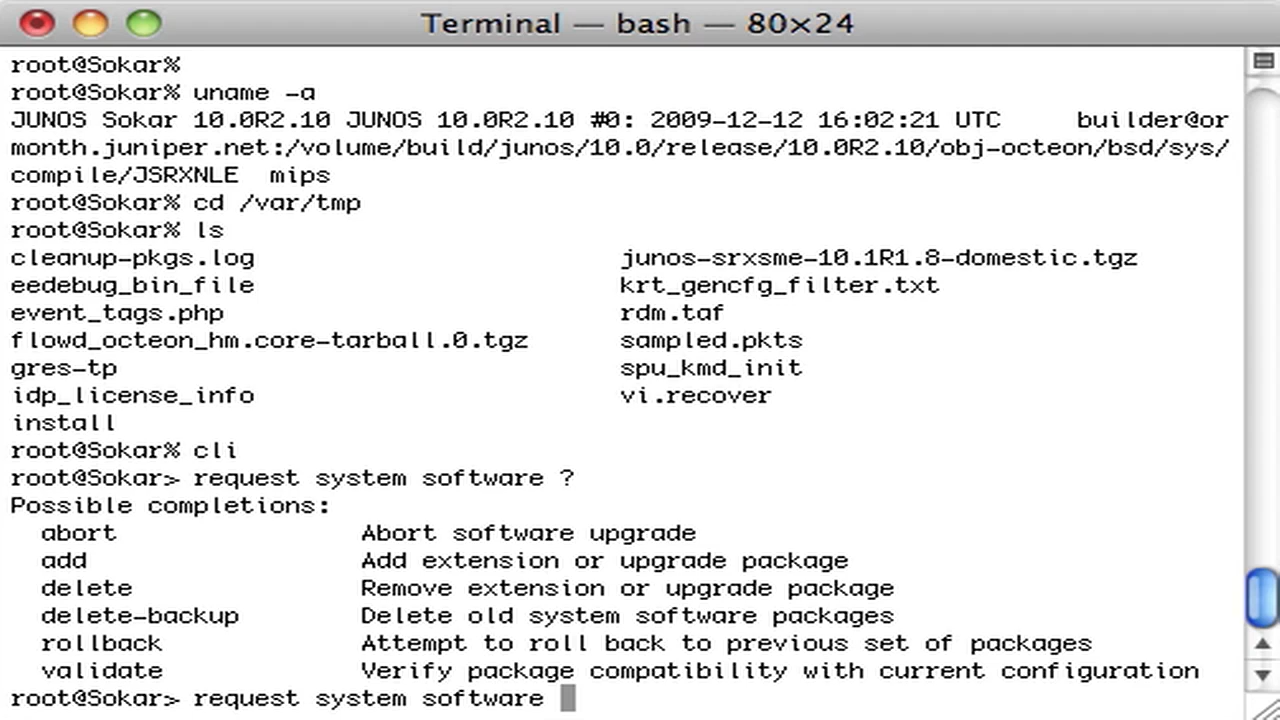 Terminal — bash — 80×24
root@Sokar%
root@Sokar% uname -a
JUNOS Sokar 10.0R2.10 JUNOS 10.0R2.10 #0: 2009-12-12 16:02:21 UTC     builder@or
month.juniper.net:/volume/build/junos/10.0/release/10.0R2.10/obj-octeon/bsd/sys/
compile/JSRXNLE  mips
root@Sokar% cd /var/tmp
root@Sokar% ls
cleanup-pkgs.log                        junos-srxsme-10.1R1.8-domestic.tgz
eedebug_bin_file                        krt_gencfg_filter.txt
event_tags.php                          rdm.taf
flowd_octeon_hm.core-tarball.0.tgz      sampled.pkts
gres-tp                                 spu_kmd_init
idp_license_info                        vi.recover
install
root@Sokar% cli
root@Sokar> request system software ?
Possible completions:
  abort                Abort software upgrade
  add                  Add extension or upgrade package
  delete               Remove extension or upgrade package
  delete-backup        Delete old system software packages
  rollback             Attempt to roll back to previous set of packages
  validate             Verify package compatibility with current configuration
root@Sokar> request system software